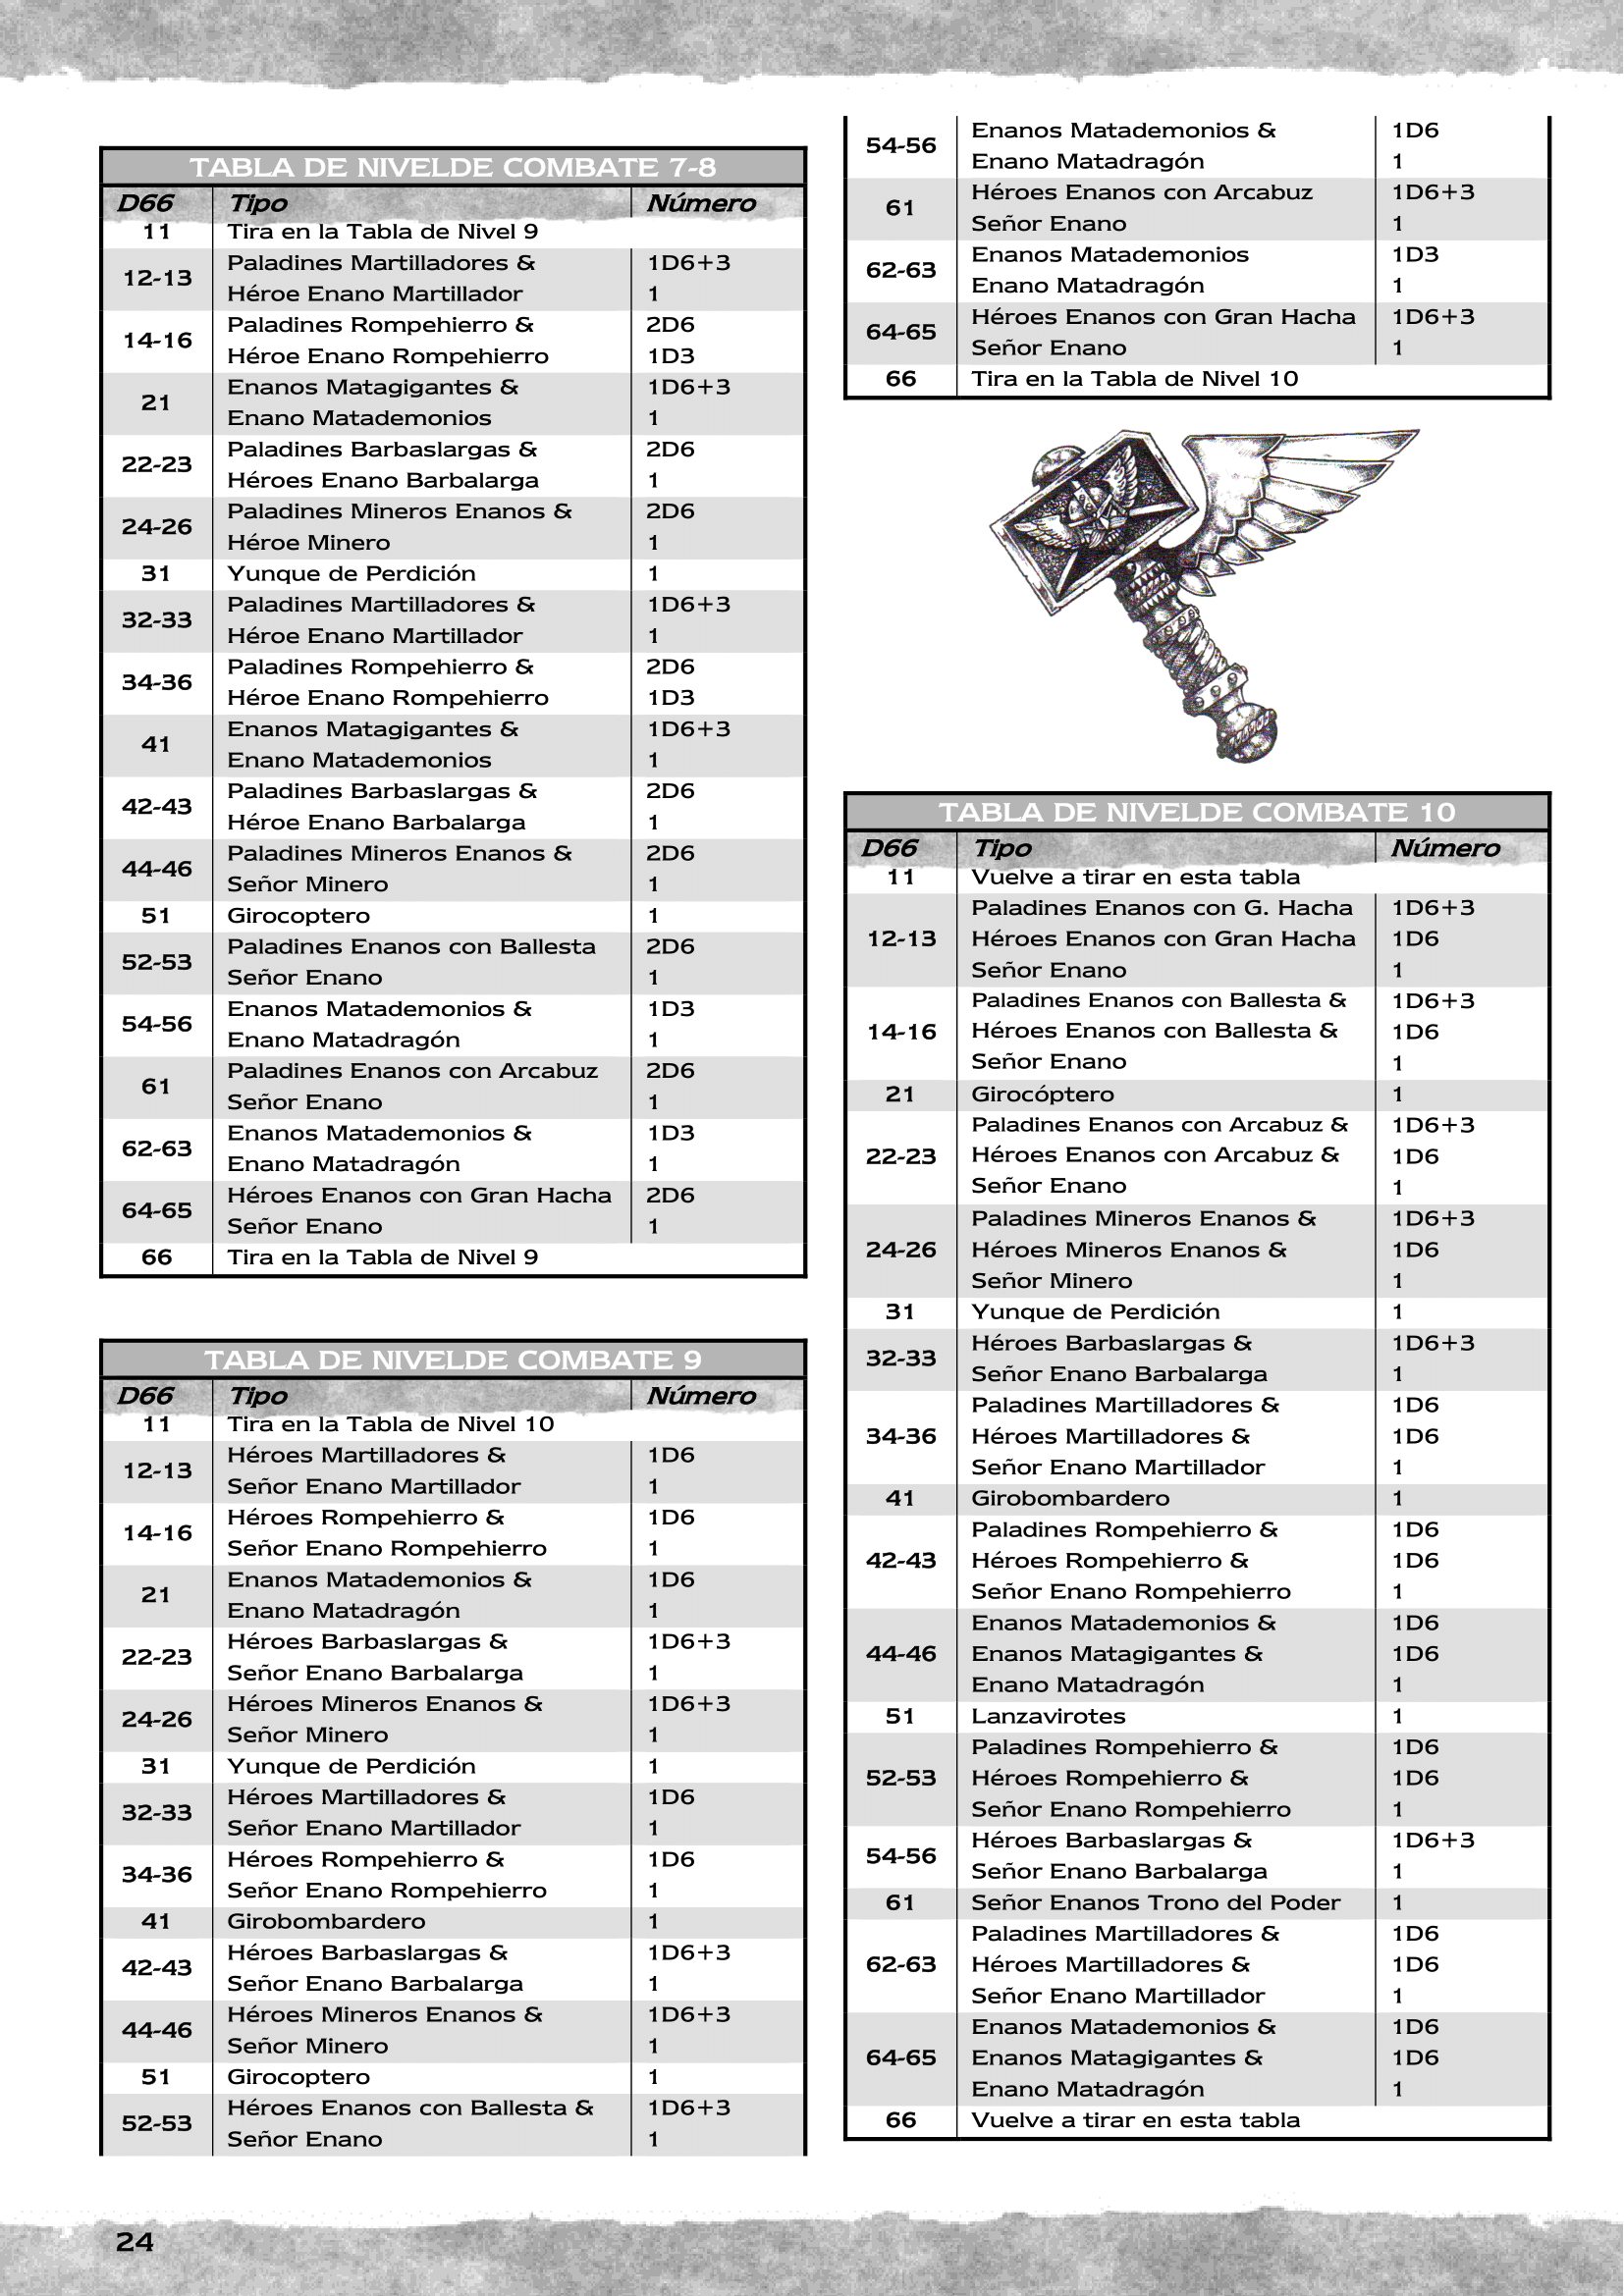 TABLA DE NIVELDE COMBATE 7-8
D66 Tipo Número
11 Tira en la Tabla de Nivel 9
12-13 Paladines Martilladores & 1D6+3
Héroe Enano Martillador 1
14-16 Paladines Rompehierro & 2D6
Héroe Enano Rompehierro 1D3
21 Enanos Matagigantes & 1D6+3
Enano Matademonios 1
22-23 Paladines Barbaslargas & 2D6
Héroes Enano Barbalarga 1
24-26 Paladines Mineros Enanos & 2D6
Héroe Minero 1
31 Yunque de Perdición 1
32-33 Paladines Martilladores & 1D6+3
Héroe Enano Martillador 1
34-36 Paladines Rompehierro & 2D6
Héroe Enano Rompehierro 1D3
41 Enanos Matagigantes & 1D6+3
Enano Matademonios 1
42-43 Paladines Barbaslargas & 2D6
Héroe Enano Barbalarga 1
44-46 Paladines Mineros Enanos & 2D6
Señor Minero 1
51 Girocoptero 1
52-53 Paladines Enanos con Ballesta 2D6
Señor Enano 1
54-56 Enanos Matademonios & 1D3
Enano Matadragón 1
61 Paladines Enanos con Arcabuz 2D6
Señor Enano 1
62-63 Enanos Matademonios & 1D3
Enano Matadragón 1
64-65 Héroes Enanos con Gran Hacha 2D6
Señor Enano 1
66 Tira en la Tabla de Nivel 9
TABLA DE NIVELDE COMBATE 9
D66 Tipo Número
11 Tira en la Tabla de Nivel 10
12-13 Héroes Martilladores & 1D6
Señor Enano Martillador 1
14-16 Héroes Rompehierro & 1D6
Señor Enano Rompehierro 1
21 Enanos Matademonios & 1D6
Enano Matadragón 1
22-23 Héroes Barbaslargas & 1D6+3
Señor Enano Barbalarga 1
24-26 Héroes Mineros Enanos & 1D6+3
Señor Minero 1
31 Yunque de Perdición 1
32-33 Héroes Martilladores & 1D6
Señor Enano Martillador 1
34-36 Héroes Rompehierro & 1D6
Señor Enano Rompehierro 1
41 Girobombardero 1
42-43 Héroes Barbaslargas & 1D6+3
Señor Enano Barbalarga 1
44-46 Héroes Mineros Enanos & 1D6+3
Señor Minero 1
51 Girocoptero 1
52-53 Héroes Enanos con Ballesta & 1D6+3
Señor Enano 1
54-56 Enanos Matademonios & 1D6
Enano Matadragón 1
61 Héroes Enanos con Arcabuz 1D6+3
Señor Enano 1
62-63 Enanos Matademonios 1D3
Enano Matadragón 1
64-65 Héroes Enanos con Gran Hacha 1D6+3
Señor Enano 1
66 Tira en la Tabla de Nivel 10
TABLA DE NIVELDE COMBATE 10
D66 Tipo Número
11 Vuelve a tirar en esta tabla
12-13 Paladines Enanos con G. Hacha 1D6+3
Héroes Enanos con Gran Hacha 1D6
Señor Enano 1
14-16 Paladines Enanos con Ballesta & 1D6+3
Héroes Enanos con Ballesta & 1D6
Señor Enano 1
21 Girocóptero 1
22-23 Paladines Enanos con Arcabuz & 1D6+3
Héroes Enanos con Arcabuz & 1D6
Señor Enano 1
24-26 Paladines Mineros Enanos & 1D6+3
Héroes Mineros Enanos & 1D6
Señor Minero 1
31 Yunque de Perdición 1
32-33 Héroes Barbaslargas & 1D6+3
Señor Enano Barbalarga 1
34-36 Paladines Martilladores & 1D6
Héroes Martilladores & 1D6
Señor Enano Martillador 1
41 Girobombardero 1
42-43 Paladines Rompehierro & 1D6
Héroes Rompehierro & 1D6
Señor Enano Rompehierro 1
44-46 Enanos Matademonios & 1D6
Enanos Matagigantes & 1D6
Enano Matadragón 1
51 Lanzavirotes 1
52-53 Paladines Rompehierro & 1D6
Héroes Rompehierro & 1D6
Señor Enano Rompehierro 1
54-56 Héroes Barbaslargas & 1D6+3
Señor Enano Barbalarga 1
61 Señor Enanos Trono del Poder 1
62-63 Paladines Martilladores & 1D6
Héroes Martilladores & 1D6
Señor Enano Martillador 1
64-65 Enanos Matademonios & 1D6
Enanos Matagigantes & 1D6
Enano Matadragón 1
66 Vuelve a tirar en esta tabla
24